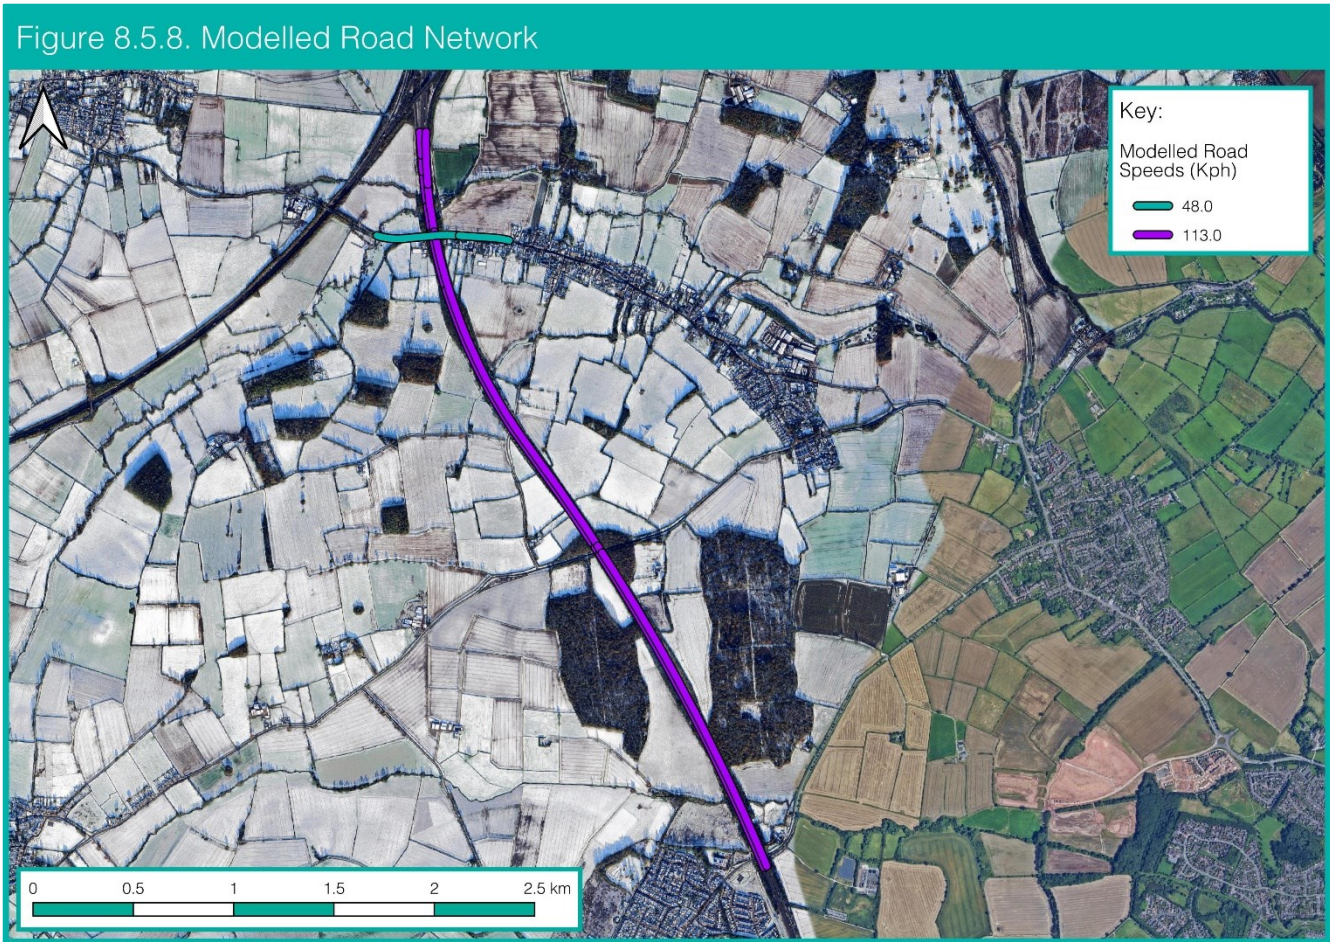 Figure 8.5.8. Modelled Road Network
Key:
Modelled Road
Speeds (Kph)
48.0
113.0
0 0.5 1 1.5 2 2.5 km